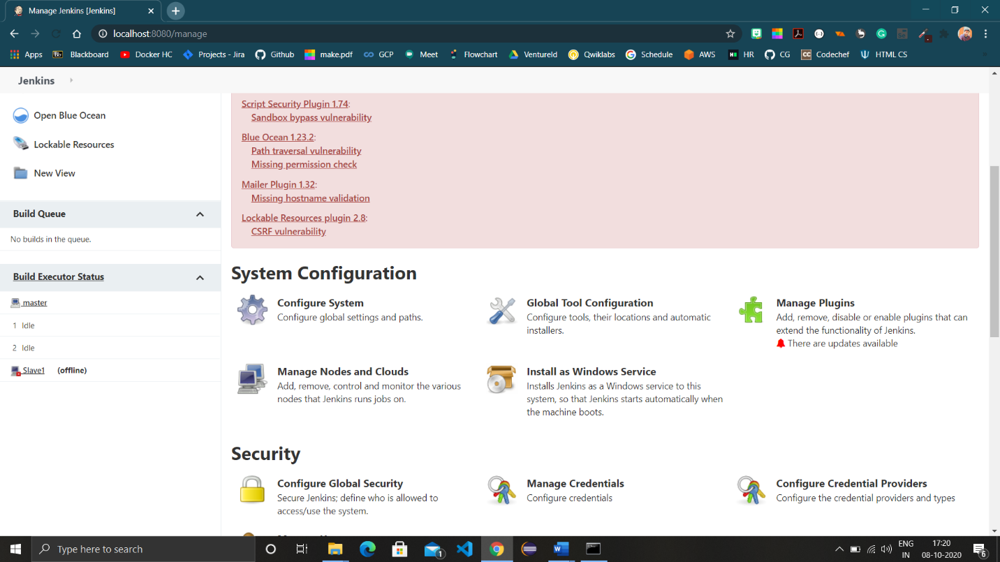 Manage Jenkins [Jenkins]
localhost:8080/manage
Apps
Bb Blackboard
Docker HC
Projects - Jira
Github
make.pdf
GCP
Meet
Flowchart
Ventureld
Qwiklabs
Schedule
AWS
HR
CG
CC Codechef
HTML CS
Jenkins
Open Blue Ocean
Lockable Resources
New View
Build Queue
No builds in the queue.
Build Executor Status
master
1 Idle
2 Idle
Slave1 (offline)
Script Security Plugin 1.74:
Sandbox bypass vulnerability
Blue Ocean 1.23.2:
Path traversal vulnerability
Missing permission check
Mailer Plugin 1.32:
Missing hostname validation
Lockable Resources plugin 2.8:
CSRF vulnerability
System Configuration
Configure System
Configure global settings and paths.
Global Tool Configuration
Configure tools, their locations and automatic
installers.
Manage Plugins
Add, remove, disable or enable plugins that can
extend the functionality of Jenkins.
There are updates available
Manage Nodes and Clouds
Add, remove, control and monitor the various
nodes that Jenkins runs jobs on.
Install as Windows Service
Installs Jenkins as a Windows service to this
system, so that Jenkins starts automatically when
the machine boots.
Security
Configure Global Security
Secure Jenkins; define who is allowed to
access/use the system.
Manage Credentials
Configure credentials
Configure Credential Providers
Configure the credential providers and types
Type here to search
1
ENG
IN
17:20
08-10-2020
6